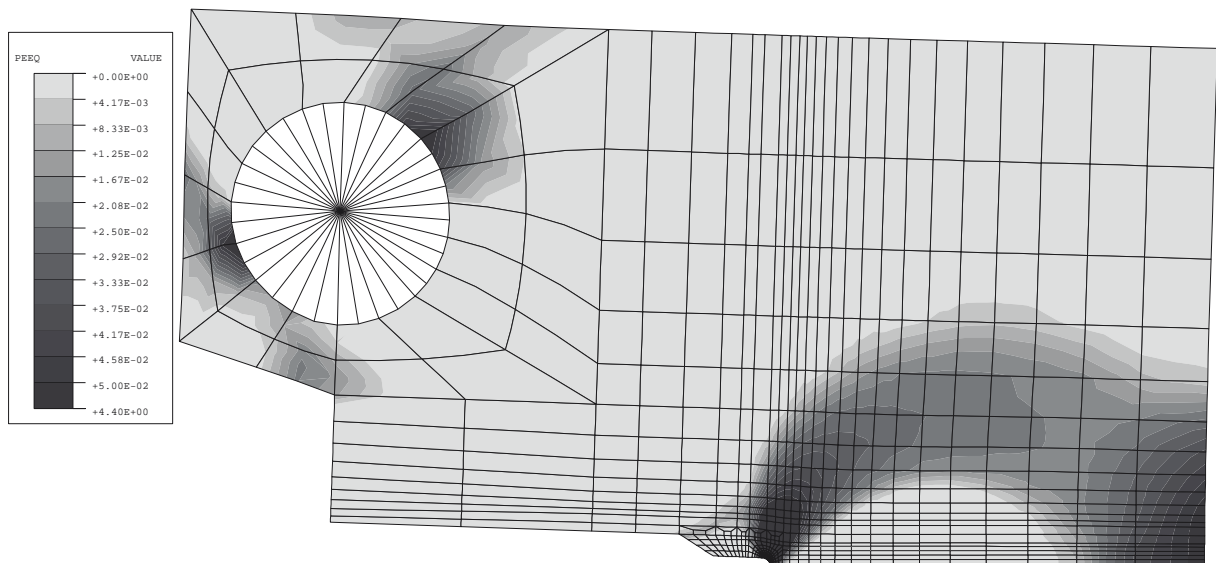 PEEQ VALUE
+0.00E+00
+4.17E-03
+8.33E-03
+1.25E-02
+1.67E-02
+2.08E-02
+2.50E-02
+2.92E-02
+3.33E-02
+3.75E-02
+4.17E-02
+4.58E-02
+5.00E-02
+4.40E+00